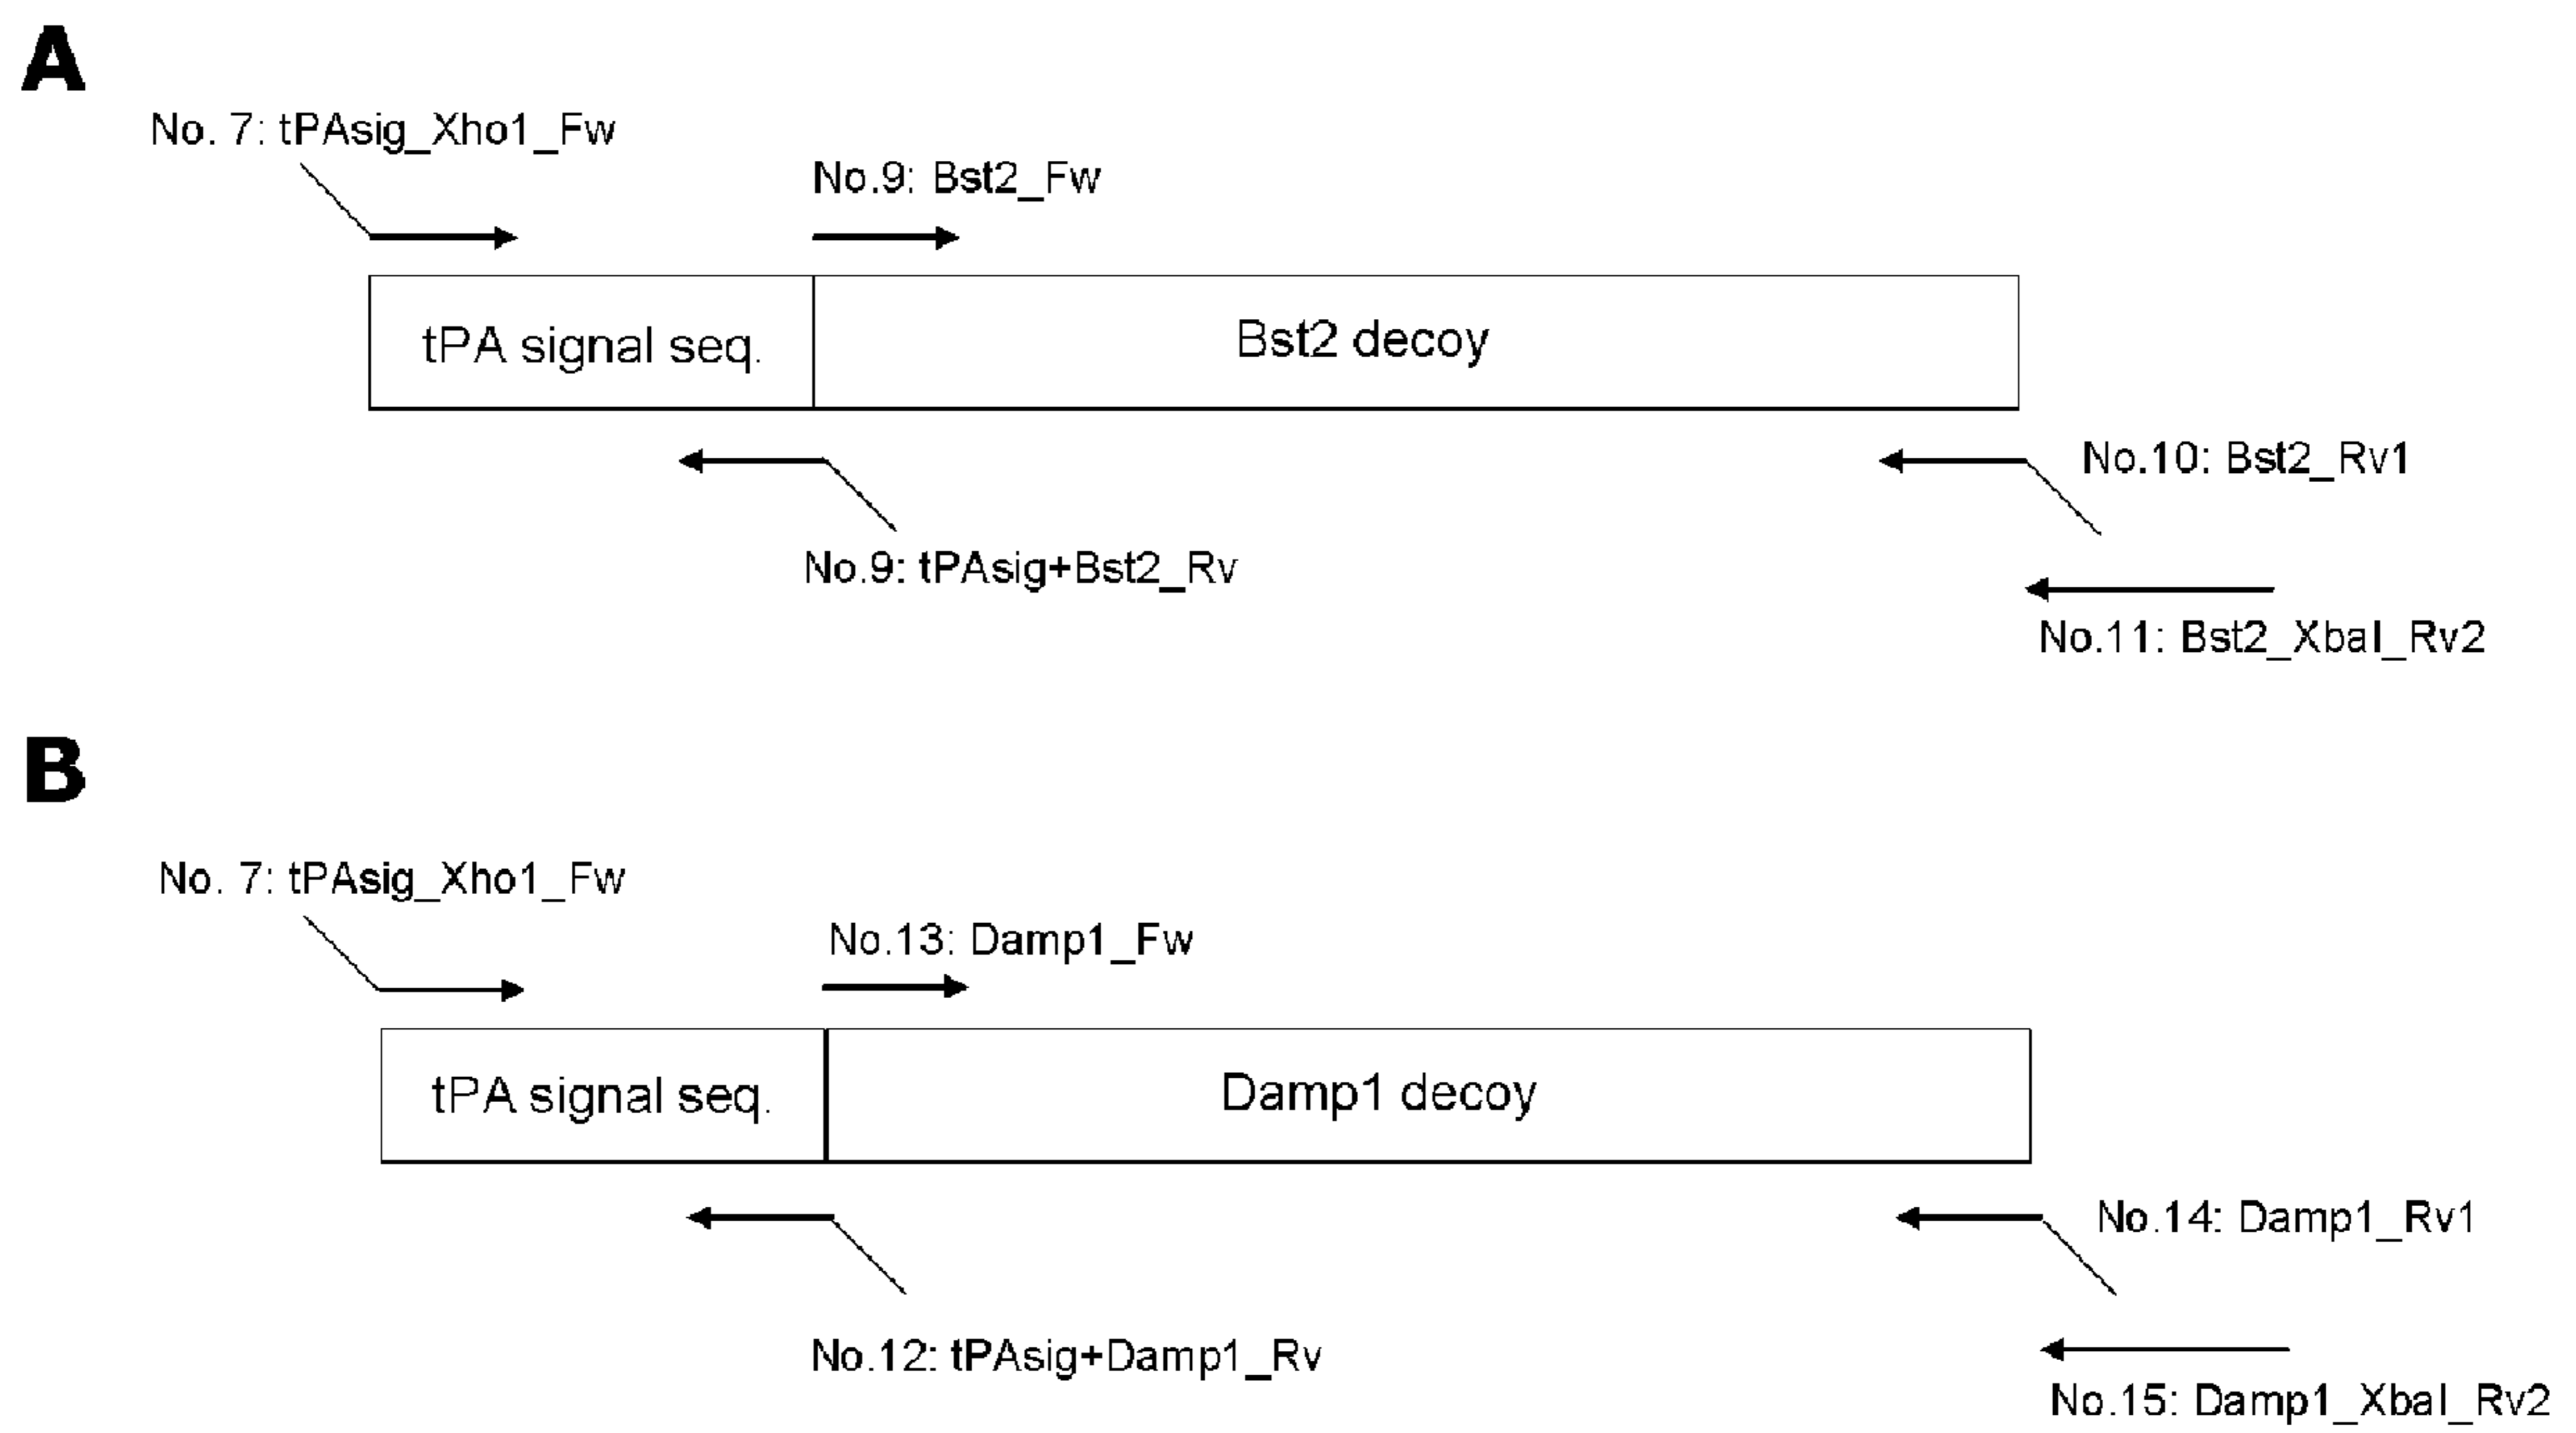 A
No. 7: tPAsig_Xho1_Fw
No.9: Bst2_Fw
tPA signal seq.
Bst2 decoy
No.10: Bst2_Rv1
No.9: tPAsig+Bst2_Rv
No.11: Bst2_XbaI_Rv2
B
No. 7: tPAsig_Xho1_Fw
No.13: Damp1_Fw
tPA signal seq.
Damp1 decoy
No.14: Damp1_Rv1
No.12: tPAsig+Damp1_Rv
No.15: Damp1_XbaI_Rv2